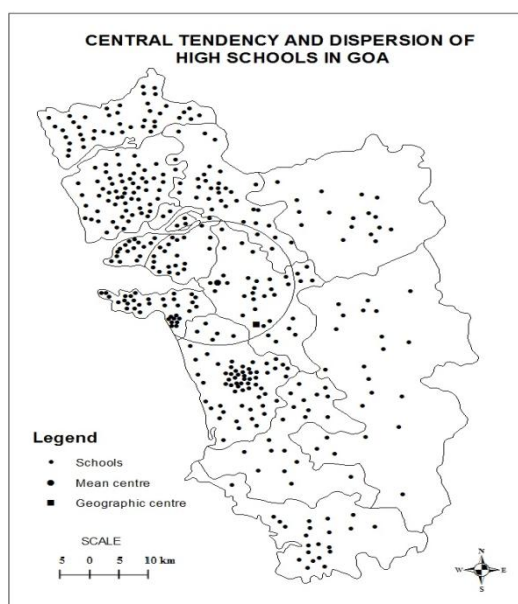 CENTRAL TENDENCY AND DISPERSION OF
HIGH SCHOOLS IN GOA
Legend
Schools
Mean centre
Geographic centre
SCALE
5 0 5 10 km
N
W E
S